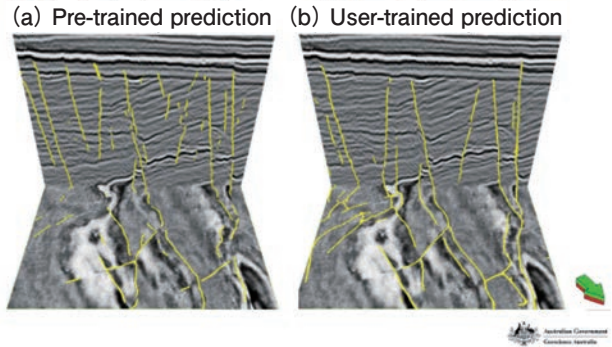 (a) Pre-trained prediction
(b) User-trained prediction
Australian Government
Geoscience Australia